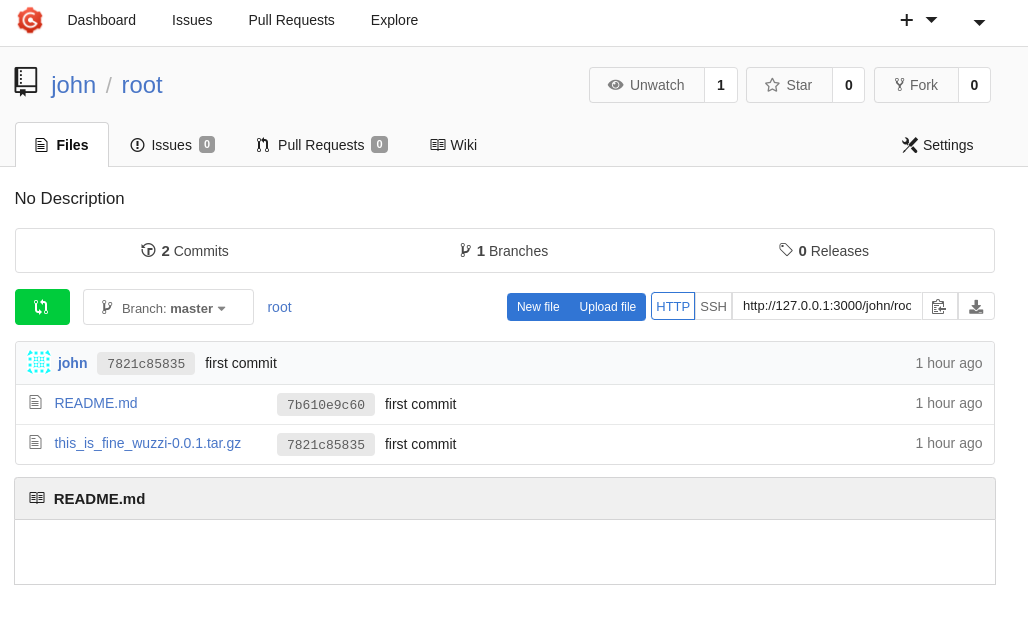 Dashboard Issues Pull Requests Explore
john / root
Unwatch 1 Star 0 Fork 0
Files Issues 0 Pull Requests 0 Wiki Settings
No Description
2 Commits 1 Branches 0 Releases
Branch: master root New file Upload file HTTP SSH http://127.0.0.1:3000/john/roo
john 7821c85835 first commit 1 hour ago
README.md 7b610e9c60 first commit 1 hour ago
this_is_fine_wuzzi-0.0.1.tar.gz 7821c85835 first commit 1 hour ago
README.md